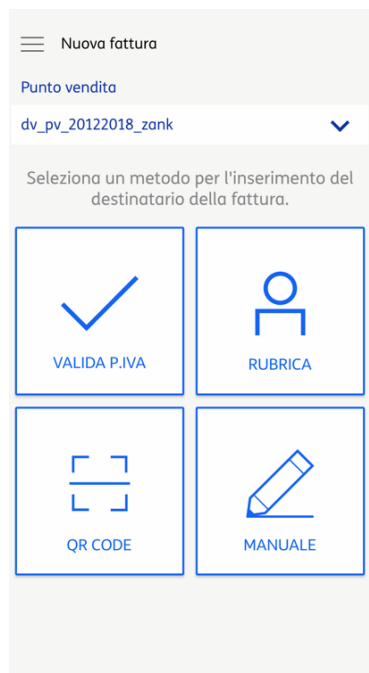 Nuova fattura
Punto vendita
dv_pv_20122018_zank
Seleziona un metodo per l'inserimento del
destinatario della fattura.
VALIDA P.IVA
RUBRICA
QR CODE
MANUALE